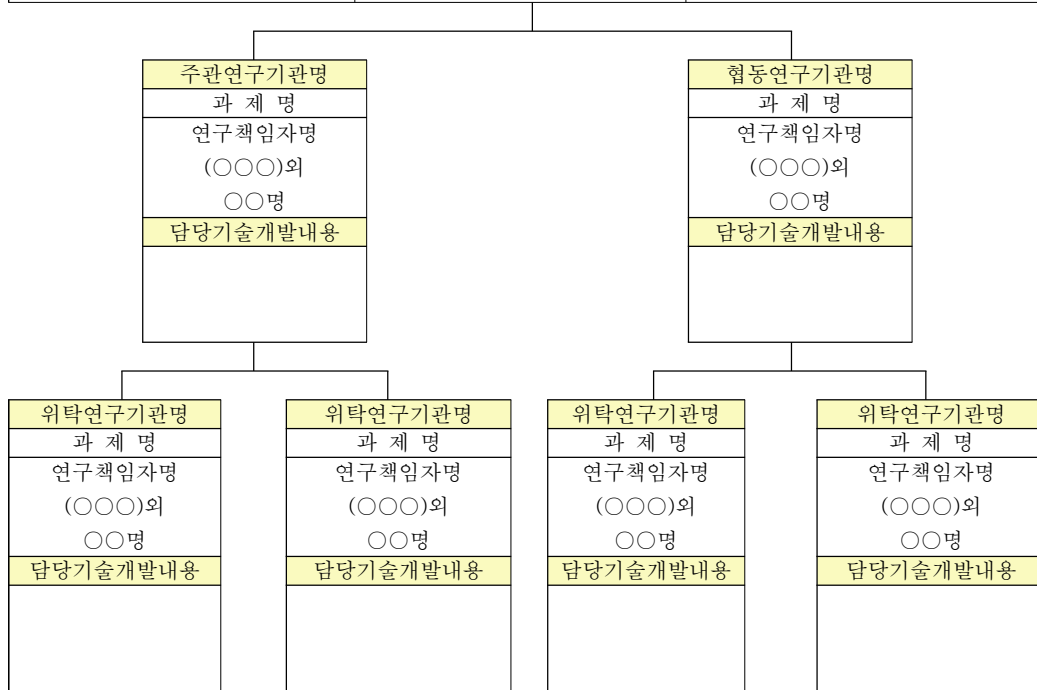 주관연구기관명
과 제 명
연구책임자명
(○○○)외
○○명
담당기술개발내용
협동연구기관명
과 제 명
연구책임자명
(○○○)외
○○명
담당기술개발내용
위탁연구기관명
과 제 명
연구책임자명
(○○○)외
○○명
담당기술개발내용
위탁연구기관명
과 제 명
연구책임자명
(○○○)외
○○명
담당기술개발내용
위탁연구기관명
과 제 명
연구책임자명
(○○○)외
○○명
담당기술개발내용
위탁연구기관명
과 제 명
연구책임자명
(○○○)외
○○명
담당기술개발내용